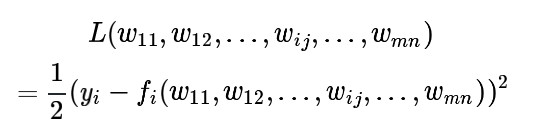 L(w₁₁, w₁₂, …, wᵢⱼ, …, wₘₙ)
= 1/2 (yᵢ − fᵢ(w₁₁, w₁₂, …, wᵢⱼ, …, wₘₙ))²